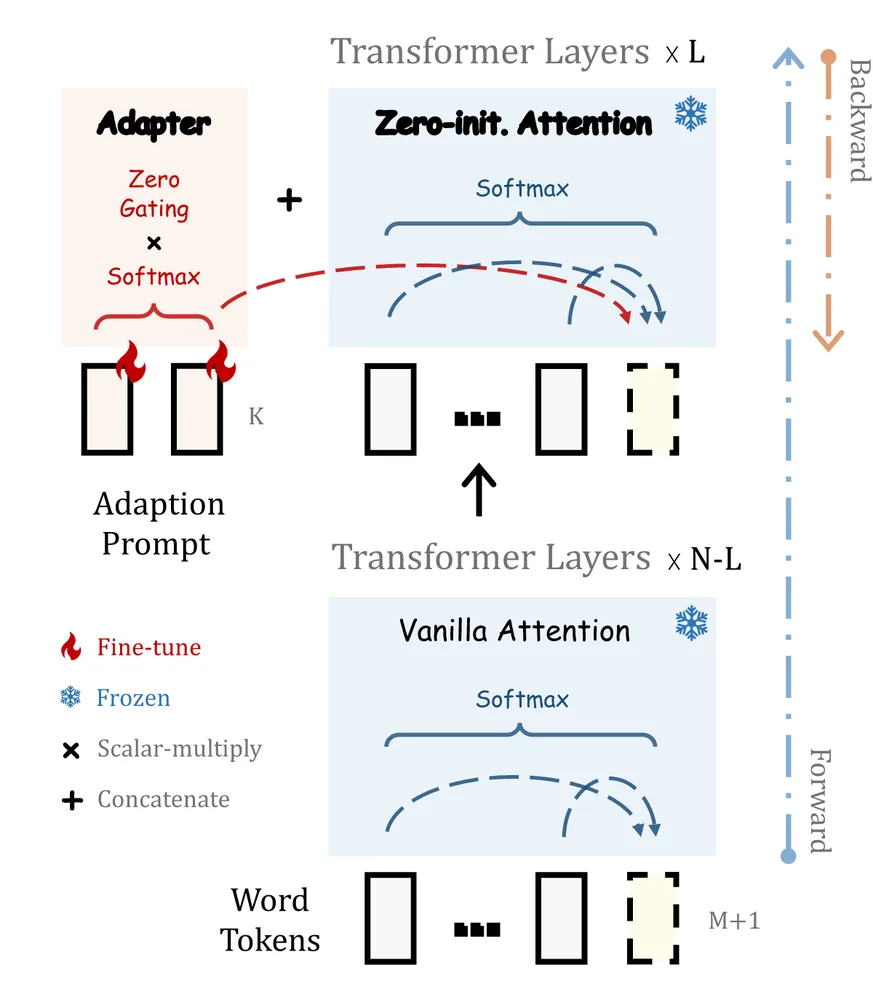 Transformer Layers x L
Adapter
Zero-init. Attention
Zero
Gating
×
Softmax
+
Softmax
K
Adaption
Prompt
Transformer Layers x N-L
Vanilla Attention
Softmax
Fine-tune
Frozen
× Scalar-multiply
+ Concatenate
Word
Tokens
M+1
Backward
Forward